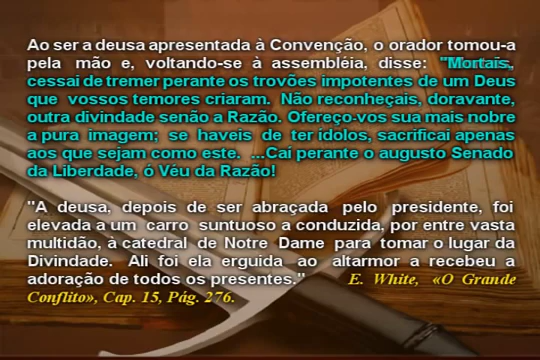 Ao ser a deusa apresentada à Convenção, o orador tomou-a
pela mão e, voltando-se à assembléia, disse: "Mortais,
cessai de tremer perante os trovões impotentes de um Deus
que vossos temores criaram. Não reconheçais, doravante,
outra divindade senão a Razão. Ofereço-vos sua mais nobre
a pura imagem; se haveis de ter ídolos, sacrificai apenas
aos que sejam como este. ...Caí perante o augusto Senado
da Liberdade, ó Véu da Razão!
"A deusa, depois de ser abraçada pelo presidente, foi
elevada a um carro suntuoso a conduzida, por entre vasta
multidão, à catedral de Notre Dame para tomar o lugar da
Divindade. Ali foi ela erguida ao altarmor a recebeu a
adoração de todos os presentes." E. White, «O Grande
Conflito», Cap. 15, Pág. 276.